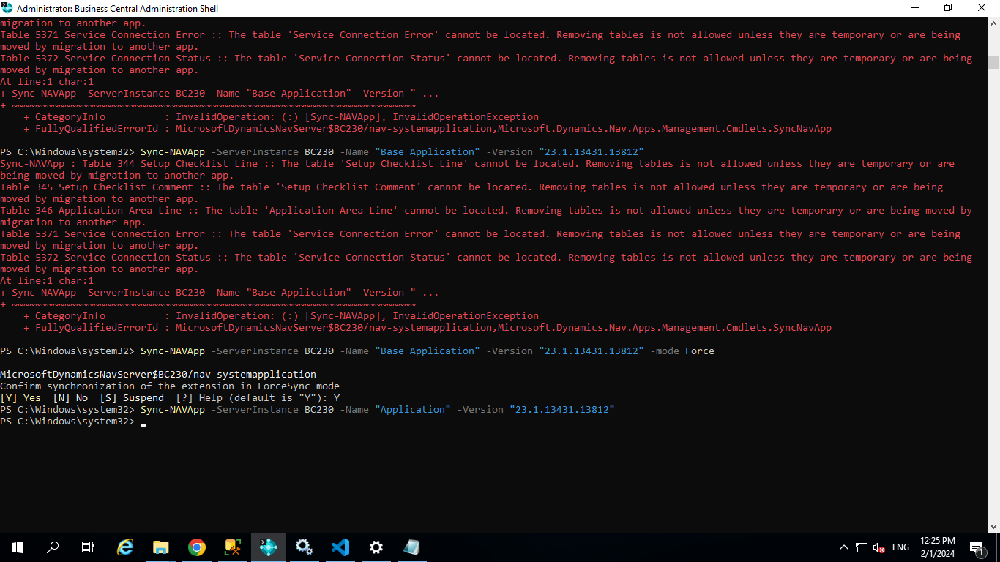 Administrator: Business Central Administration Shell
migration to another app.
Table 5371 Service Connection Error :: The table 'Service Connection Error' cannot be located. Removing tables is not allowed unless they are temporary or are being
moved by migration to another app.
Table 5372 Service Connection Status :: The table 'Service Connection Status' cannot be located. Removing tables is not allowed unless they are temporary or are being
moved by migration to another app.
At line:1 char:1
+ Sync-NAVApp -ServerInstance BC230 -Name "Base Application" -Version " ...
+ ~~~~~~~~~~~~~~~~~~~~~~~~~~~~~~~~~~~~~~~~~~~~~~~~~~~~~~~~~~~~~~~~~~~~~
    + CategoryInfo          : InvalidOperation: (:) [Sync-NAVApp], InvalidOperationException
    + FullyQualifiedErrorId : MicrosoftDynamicsNavServer$BC230/nav-systemapplication,Microsoft.Dynamics.Nav.Apps.Management.Cmdlets.SyncNavApp
PS C:\Windows\system32> Sync-NAVApp -ServerInstance BC230 -Name "Base Application" -Version "23.1.13431.13812"
Sync-NAVApp : Table 344 Setup Checklist Line :: The table 'Setup Checklist Line' cannot be located. Removing tables is not allowed unless they are temporary or are
being moved by migration to another app.
Table 345 Setup Checklist Comment :: The table 'Setup Checklist Comment' cannot be located. Removing tables is not allowed unless they are temporary or are being
moved by migration to another app.
Table 346 Application Area Line :: The table 'Application Area Line' cannot be located. Removing tables is not allowed unless they are temporary or are being moved by
migration to another app.
Table 5371 Service Connection Error :: The table 'Service Connection Error' cannot be located. Removing tables is not allowed unless they are temporary or are being
moved by migration to another app.
Table 5372 Service Connection Status :: The table 'Service Connection Status' cannot be located. Removing tables is not allowed unless they are temporary or are being
moved by migration to another app.
At line:1 char:1
+ Sync-NAVApp -ServerInstance BC230 -Name "Base Application" -Version " ...
+ ~~~~~~~~~~~~~~~~~~~~~~~~~~~~~~~~~~~~~~~~~~~~~~~~~~~~~~~~~~~~~~~~~~~~~
    + CategoryInfo          : InvalidOperation: (:) [Sync-NAVApp], InvalidOperationException
    + FullyQualifiedErrorId : MicrosoftDynamicsNavServer$BC230/nav-systemapplication,Microsoft.Dynamics.Nav.Apps.Management.Cmdlets.SyncNavApp
PS C:\Windows\system32> Sync-NAVApp -ServerInstance BC230 -Name "Base Application" -Version "23.1.13431.13812" -mode Force
MicrosoftDynamicsNavServer$BC230/nav-systemapplication
Confirm synchronization of the extension in ForceSync mode
[Y] Yes  [N] No  [S] Suspend  [?] Help (default is "Y"): Y
PS C:\Windows\system32> Sync-NAVApp -ServerInstance BC230 -Name "Application" -Version "23.1.13431.13812"
PS C:\Windows\system32> _
ENG
12:25 PM
2/1/2024
1